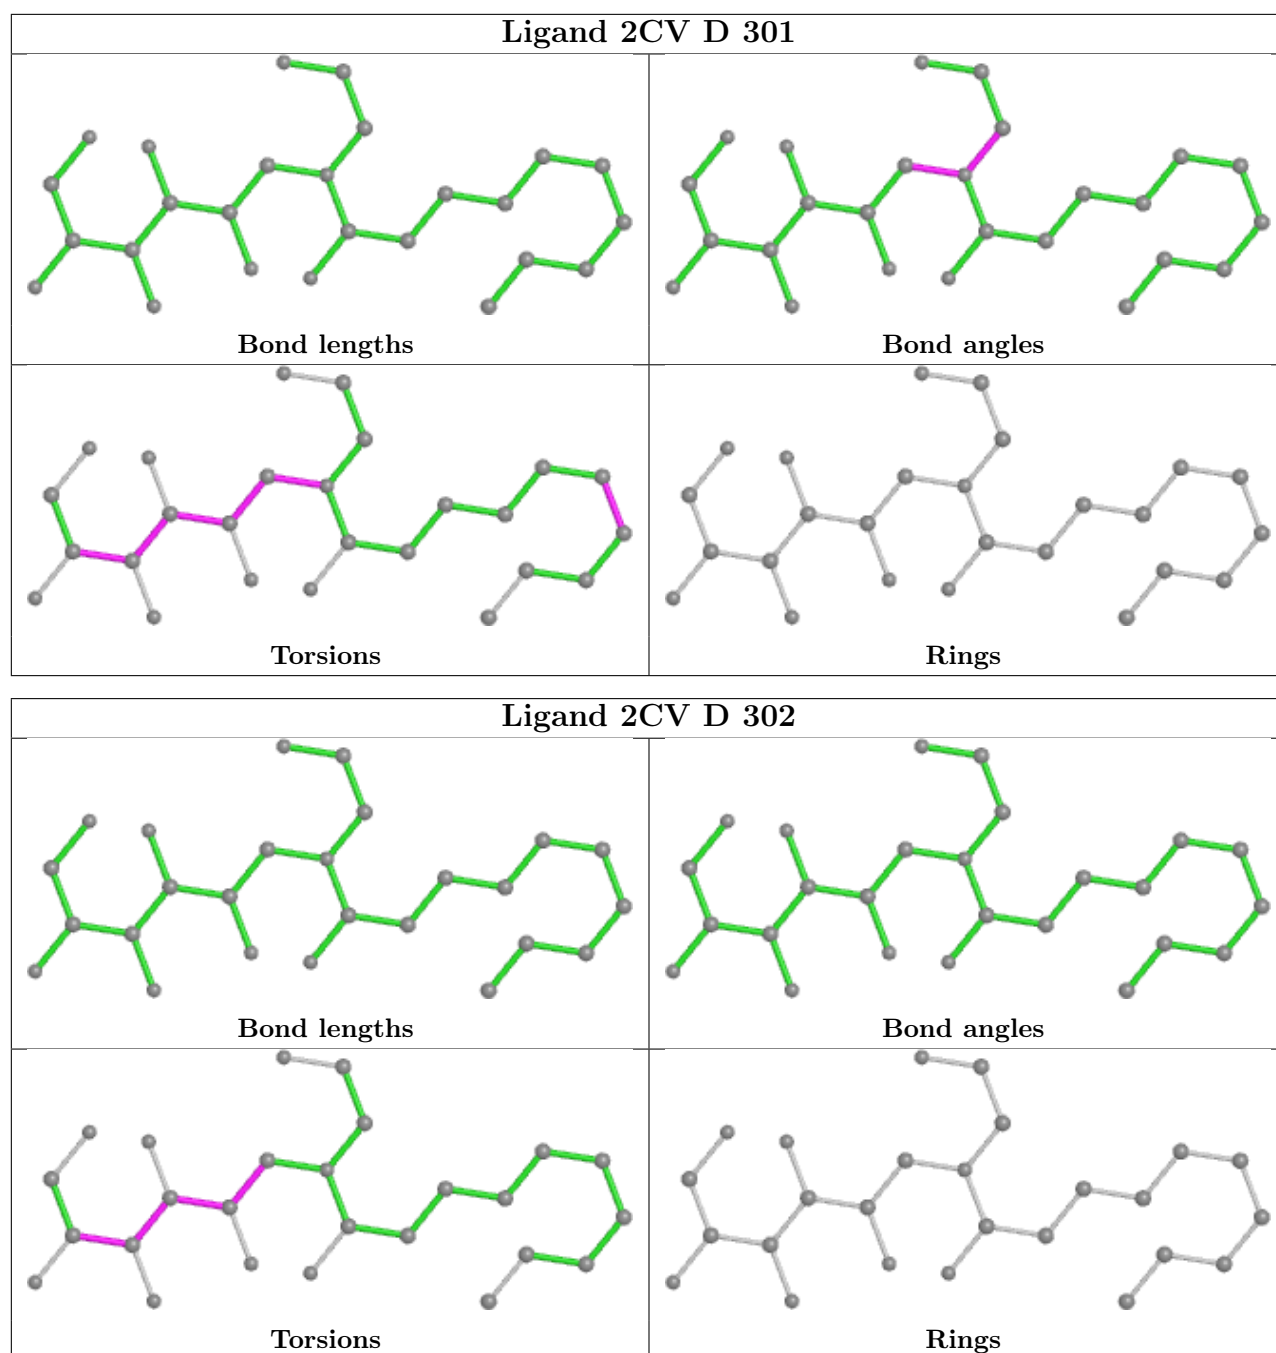 Ligand 2CV D 301
Bond lengths
Bond angles
Torsions
Rings
Ligand 2CV D 302
Bond lengths
Bond angles
Torsions
Rings